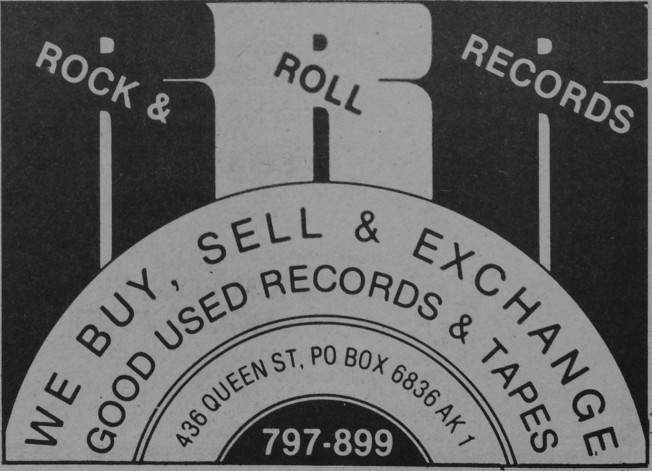 ROCK & ROLL RECORDS
WE BUY, SELL & EXCHANGE
GOOD USED RECORDS & TAPES
436 QUEEN ST, PO BOX 6836 AK 1
797-899